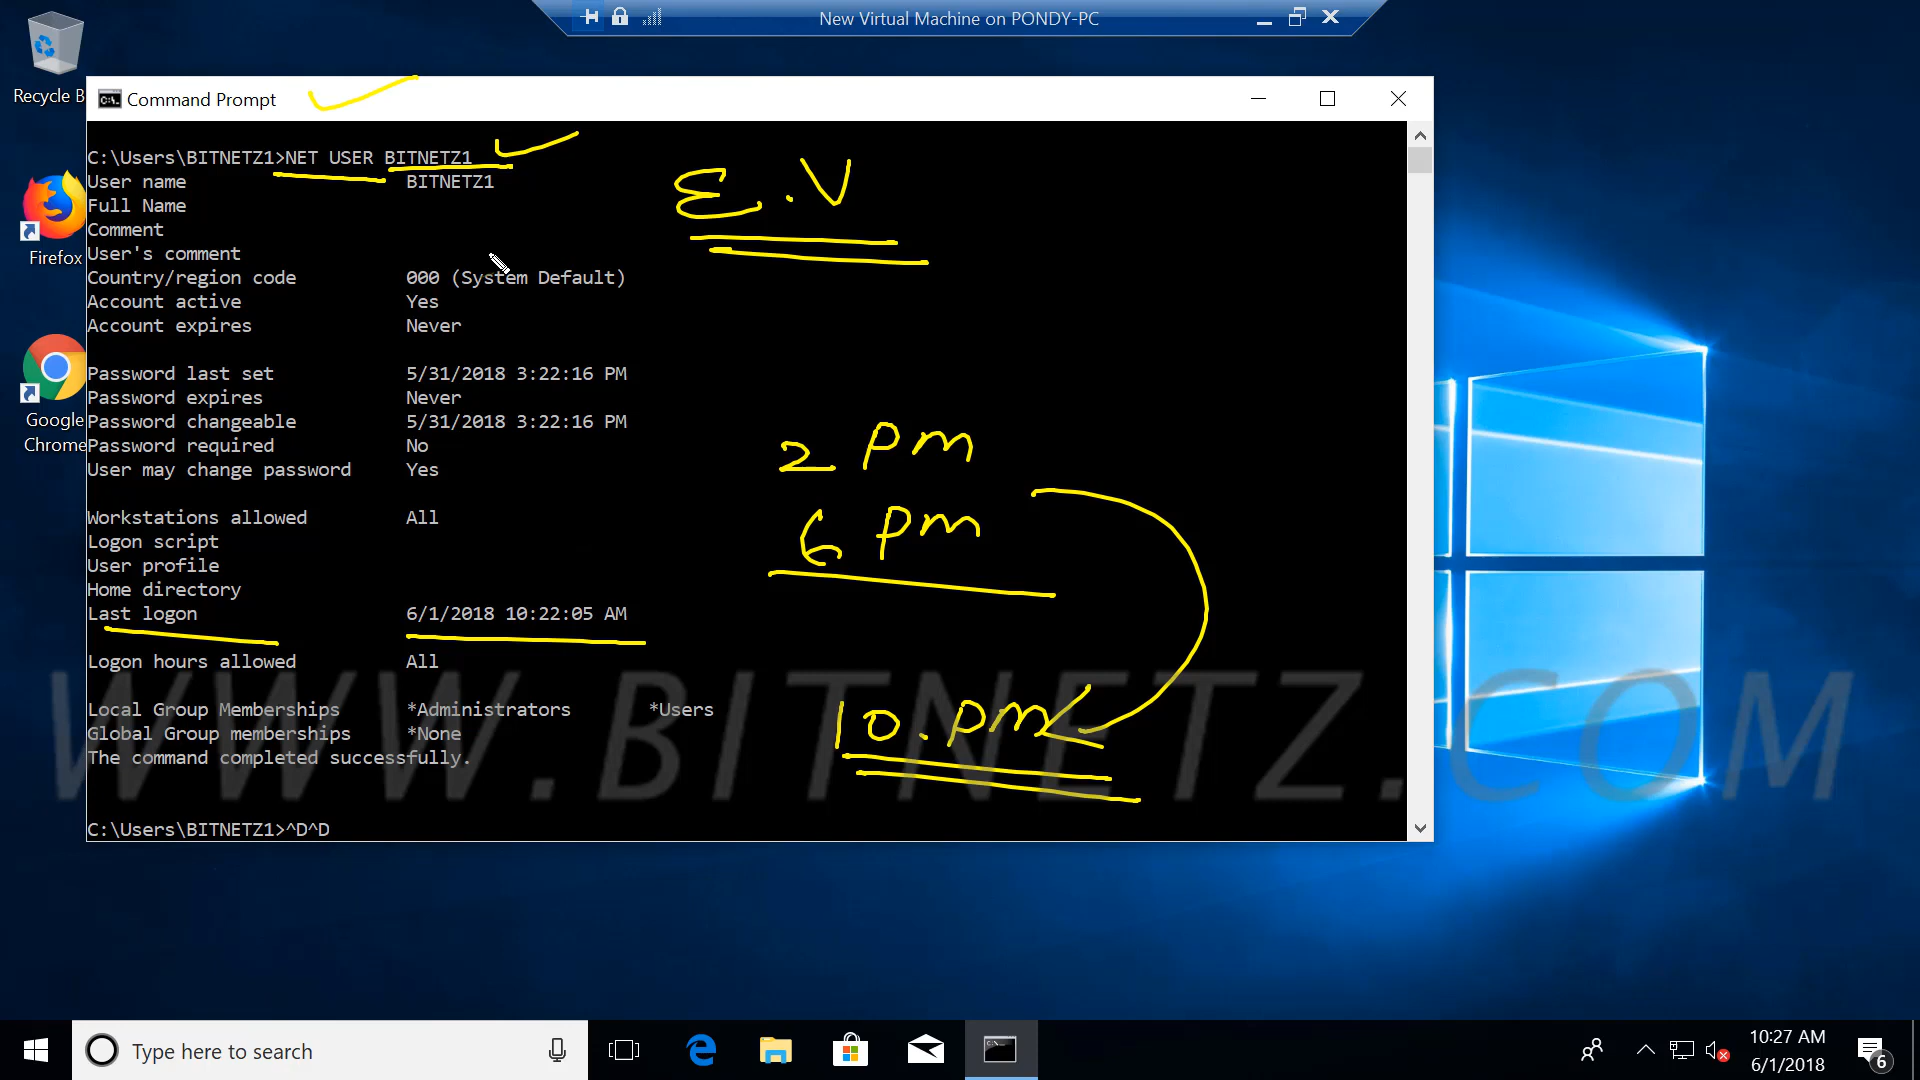 New Virtual Machine on PONDY-PC
Recycle B
Command Prompt
C:\Users\BITNETZ1>NET USER BITNETZ1
User name BITNETZ1
Full Name
Comment
User's comment
Country/region code 000 (System Default)
Account active Yes
Account expires Never
Password last set 5/31/2018 3:22:16 PM
Password expires Never
Password changeable 5/31/2018 3:22:16 PM
Password required No
User may change password Yes
Workstations allowed All
Logon script
User profile
Home directory
Last logon 6/1/2018 10:22:05 AM
Logon hours allowed All
Local Group Memberships *Administrators *Users
Global Group memberships *None
The command completed successfully.
C:\Users\BITNETZ1>^D^D
E.V
2 pm
6 pm
10.pm
Firefox
Google
Chrome
WWW.BITNETZ.COM
Type here to search
10:27 AM
6/1/2018
6